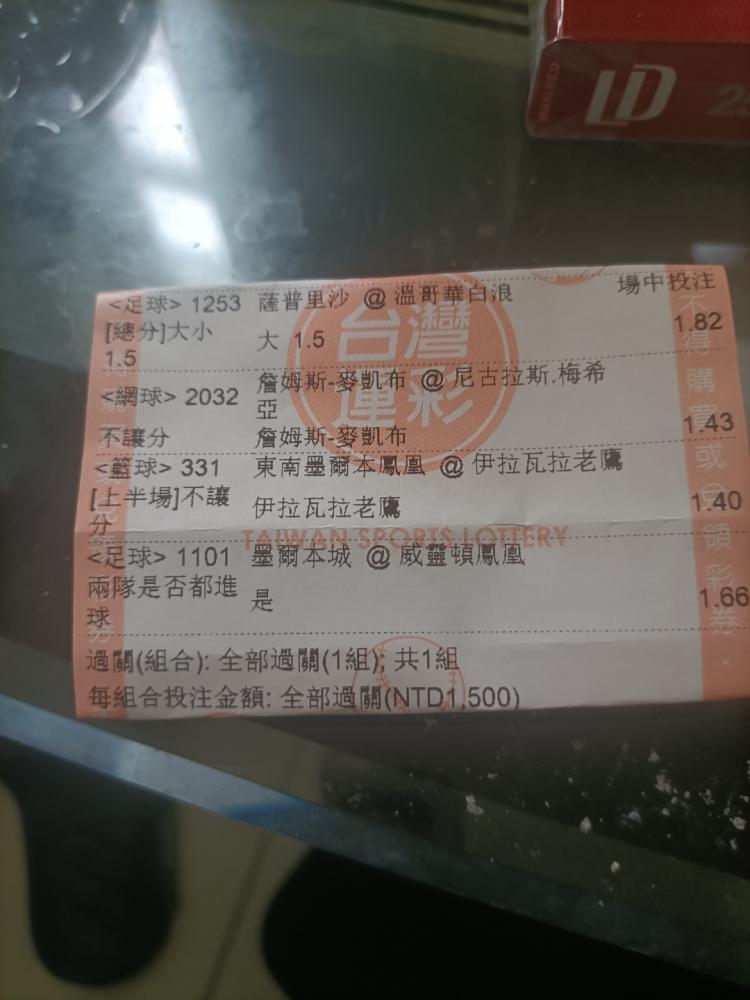 LD
場中投注
<足球> 1253 薩普里沙 @ 溫哥華白浪
[總分]大小 大 1.5 1.82
1.5
<網球> 2032 詹姆斯-麥凱布 @ 尼古拉斯.梅希
亞
不讓分 詹姆斯-麥凱布 1.43
<籃球> 331 東南墨爾本鳳凰 @ 伊拉瓦拉老鷹
[上半場]不讓 伊拉瓦拉老鷹 1.40
分
TAIWAN SPORTS LOTTERY
<足球> 1101 墨爾本城 @ 威靈頓鳳凰
兩隊是否都進 是 1.66
球
過關(組合): 全部過關(1組); 共1組
每組合投注金額: 全部過關(NTD1,500)
台灣
運彩